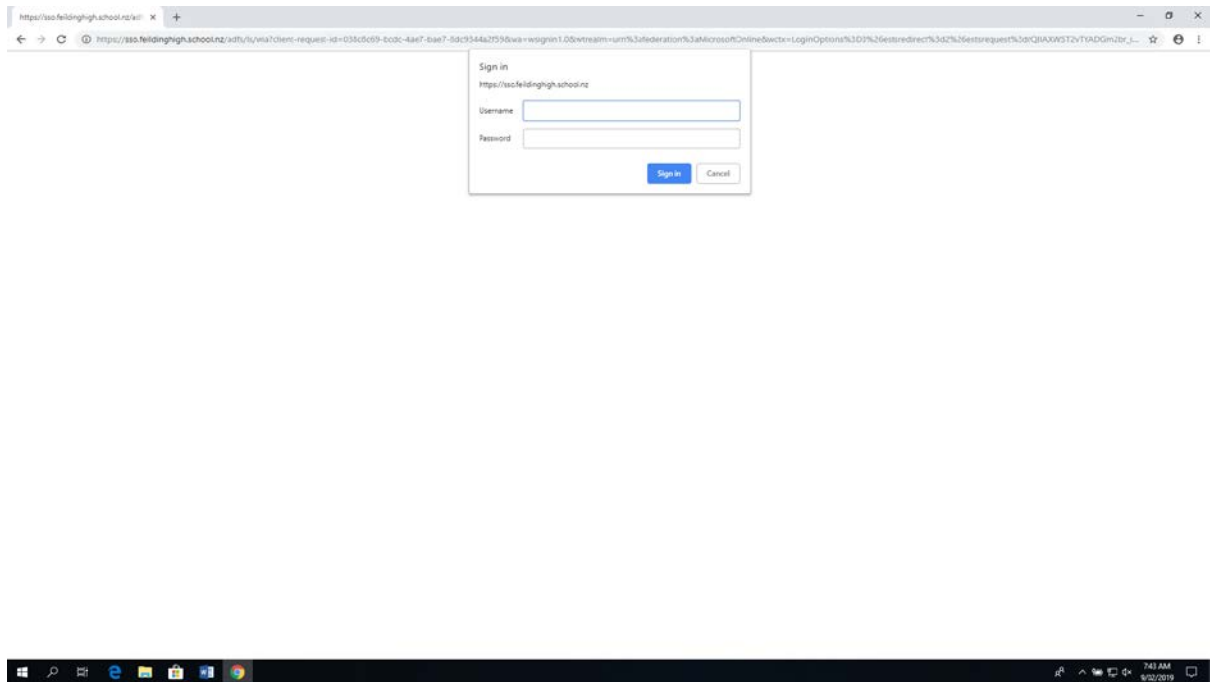 https://sso.feildinghigh.school.nz/adf
https://sso.feildinghigh.school.nz/adfs/ls/wia?client-request-id=
Sign in
https://sso.feildinghigh.school.nz
Username
Password
Sign in
Cancel
7:43 AM
9/02/2019